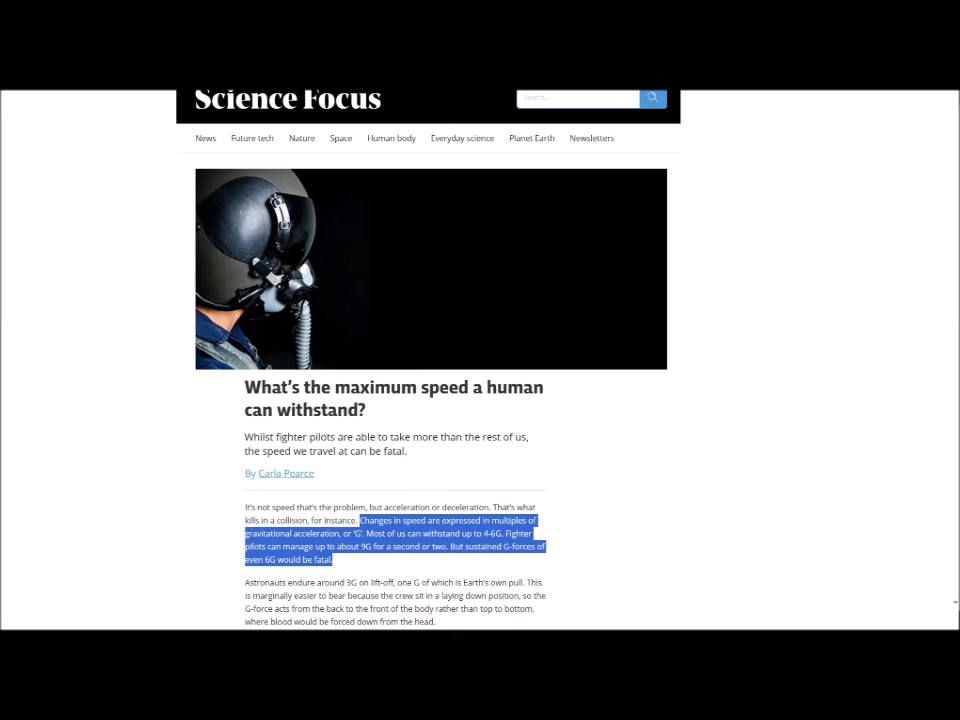 Science Focus
Search...
News Future tech Nature Space Human body Everyday science Planet Earth Newsletters
What's the maximum speed a human
can withstand?
Whilst fighter pilots are able to take more than the rest of us,
the speed we travel at can be fatal.
By Carla Pearce
It's not speed that's the problem, but acceleration or deceleration. That's what
kills in a collision, for instance. Changes in speed are expressed in multiples of
gravitational acceleration, or 'G'. Most of us can withstand up to 4-6G. Fighter
pilots can manage up to about 9G for a second or two. But sustained G-forces of
even 6G would be fatal.
Astronauts endure around 3G on lift-off, one G of which is Earth's own pull. This
is marginally easier to bear because the crew sit in a laying down position, so the
G-force acts from the back to the front of the body rather than top to bottom,
where blood would be forced down from the head.